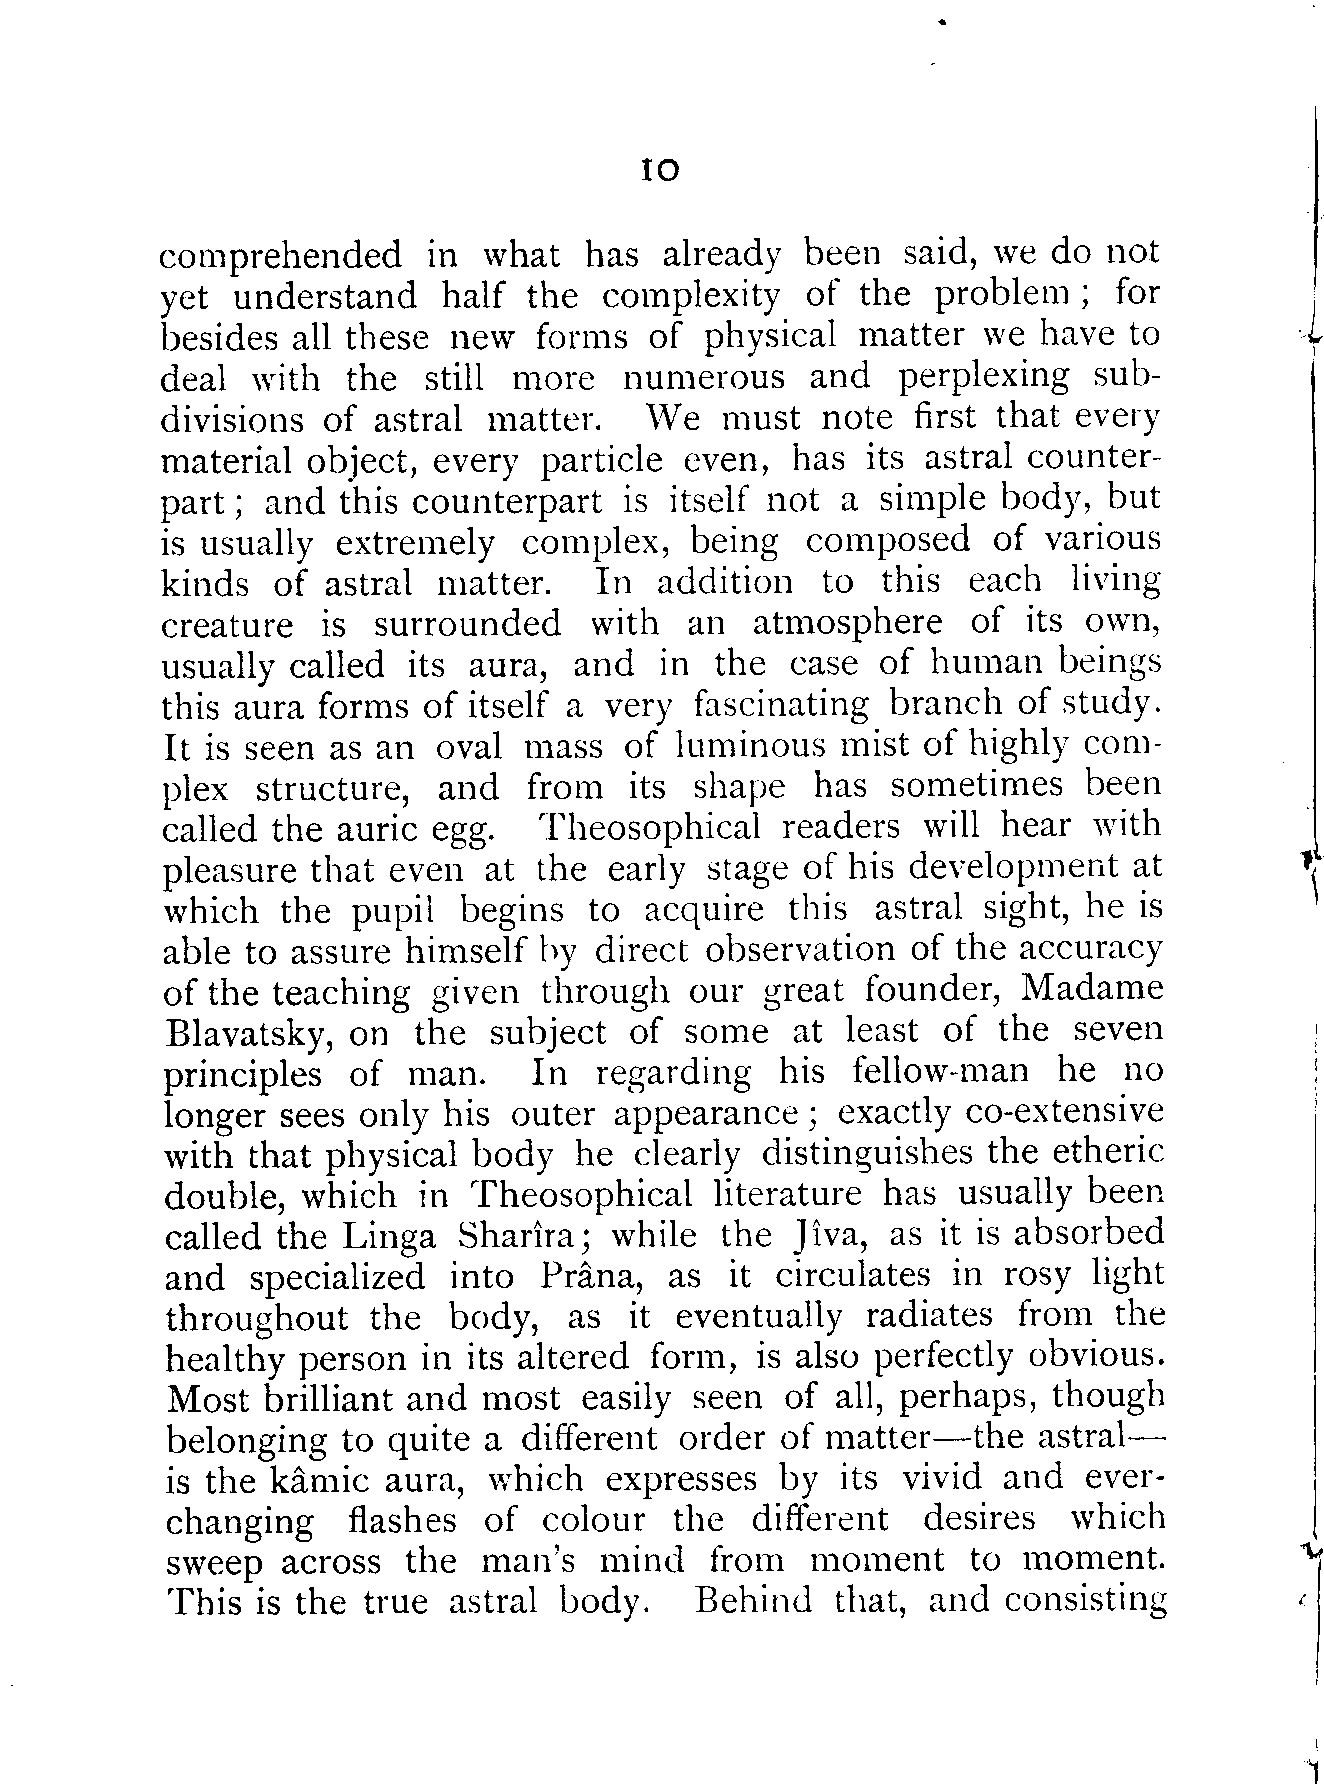 10
comprehended in what has already been said, we do not
yet understand half the complexity of the problem ; for
besides all these new forms of physical matter we have to
deal with the still more numerous and perplexing sub-
divisions of astral matter. We must note first that every
material object, every particle even, has its astral counter-
part ; and this counterpart is itself not a simple body, but
is usually extremely complex, being composed of various
kinds of astral matter. In addition to this each living
creature is surrounded with an atmosphere of its own,
usually called its aura, and in the case of human beings
this aura forms of itself a very fascinating branch of study.
It is seen as an oval mass of luminous mist of highly com-
plex structure, and from its shape has sometimes been
called the auric egg. Theosophical readers will hear with
pleasure that even at the early stage of his development at
which the pupil begins to acquire this astral sight, he is
able to assure himself by direct observation of the accuracy
of the teaching given through our great founder, Madame
Blavatsky, on the subject of some at least of the seven
principles of man. In regarding his fellow-man he no
longer sees only his outer appearance ; exactly co-extensive
with that physical body he clearly distinguishes the etheric
double, which in Theosophical literature has usually been
called the Linga Sharîra; while the Jîva, as it is absorbed
and specialized into Prâna, as it circulates in rosy light
throughout the body, as it eventually radiates from the
healthy person in its altered form, is also perfectly obvious.
Most brilliant and most easily seen of all, perhaps, though
belonging to quite a different order of matter—the astral—
is the kâmic aura, which expresses by its vivid and ever-
changing flashes of colour the different desires which
sweep across the man's mind from moment to moment.
This is the true astral body. Behind that, and consisting